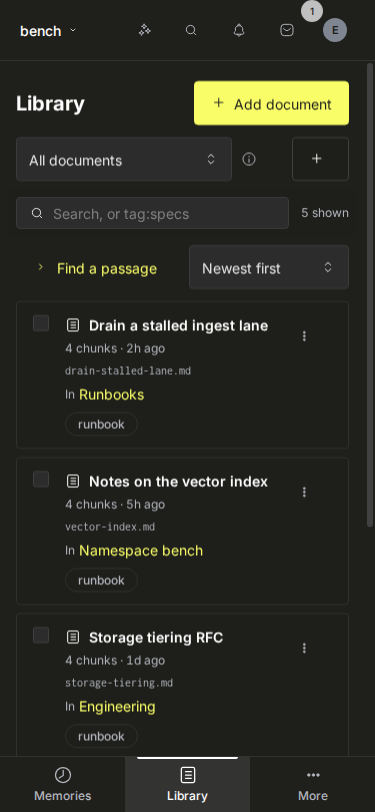 bench
1
E
Library
+ Add document
All documents
+
Search, or tag:specs
5 shown
Find a passage
Newest first
Drain a stalled ingest lane
4 chunks · 2h ago
drain-stalled-lane.md
In Runbooks
runbook
Notes on the vector index
4 chunks · 5h ago
vector-index.md
In Namespace bench
runbook
Storage tiering RFC
4 chunks · 1d ago
storage-tiering.md
In Engineering
runbook
Memories
Library
More